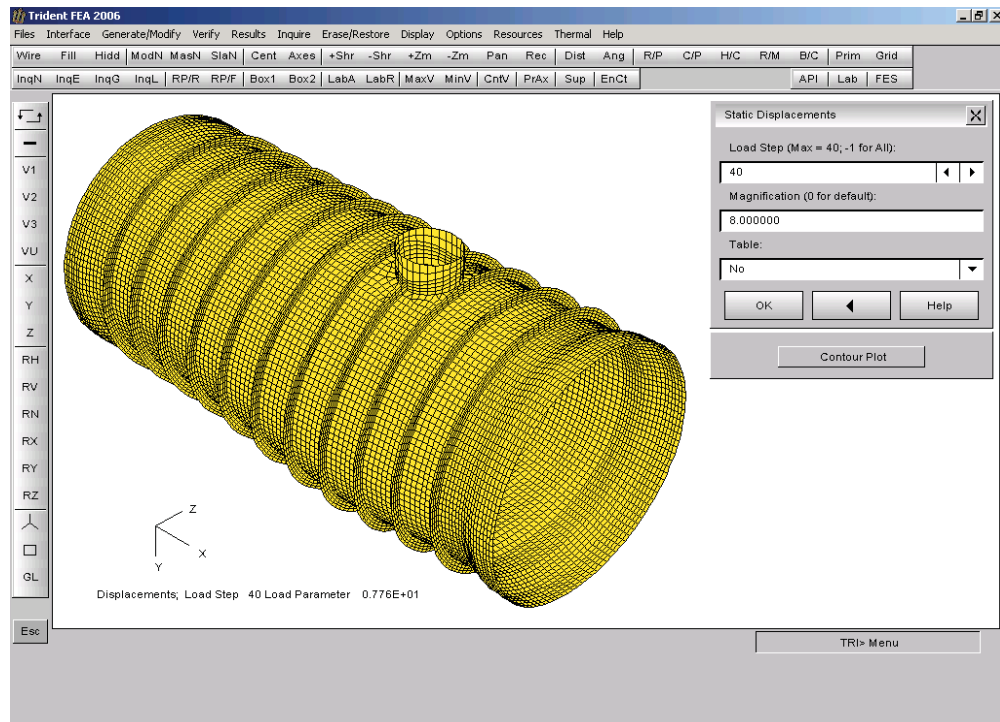 Trident FEA 2006
Files Interface Generate/Modify Verify Results Inquire Erase/Restore Display Options Resources Thermal Help
Wire Fill Hidd ModN MasN SlaN Cent Axes +Shr -Shr +Zm -Zm Pan Rec Dist Ang R/P C/P H/C R/M B/C Prim Grid
InqN InqE InqG InqL RP/R RP/F Box1 Box2 LabA LabR MaxV MinV CntV PrAx Sup EnCt API Lab FES
V1
V2
V3
VU
X
Y
Z
RH
RV
RN
RX
RY
RZ
GL
Esc
Static Displacements
Load Step (Max = 40; -1 for All):
40
Magnification (0 for default):
8.000000
Table:
No
OK Help
Contour Plot
Z
X
Y
Displacements; Load Step 40 Load Parameter 0.776E+01
TRI> Menu